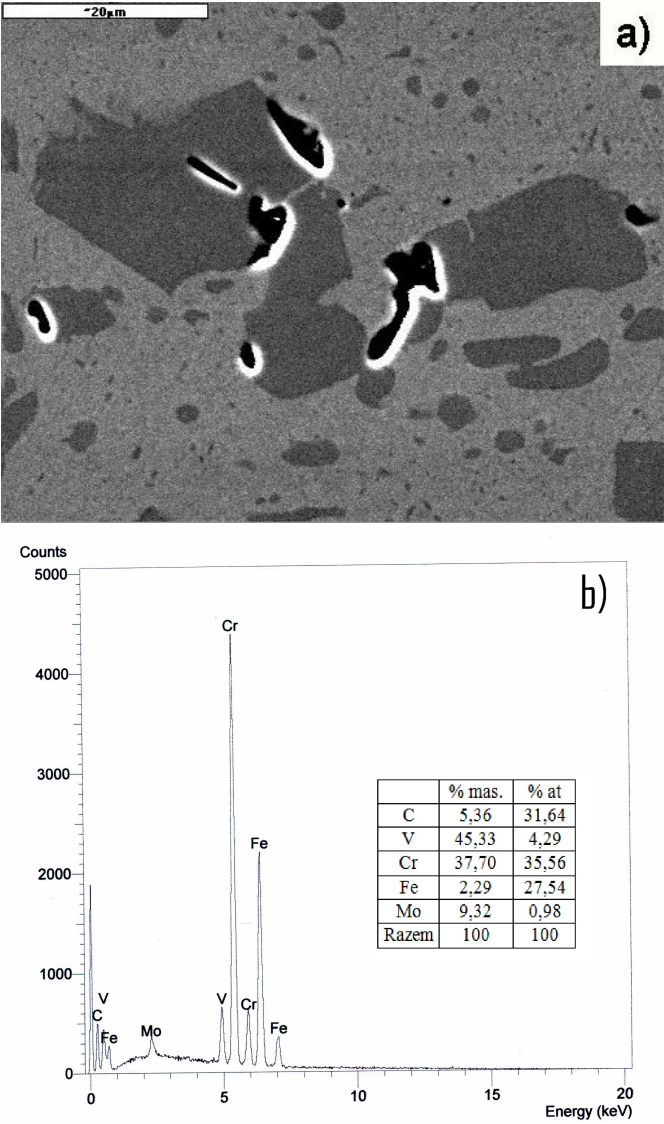 ~20µm
a)
Counts
b)
5000
Cr
4000
3000
% mas. % at
C 5,36 31,64
V 45,33 4,29
Cr 37,70 35,56
Fe 2,29 27,54
Mo 9,32 0,98
Razem 100 100
Fe
2000
1000
V
V
C
Cr
Fe
Mo
Fe
0
0 5 10 15 20
Energy (keV)